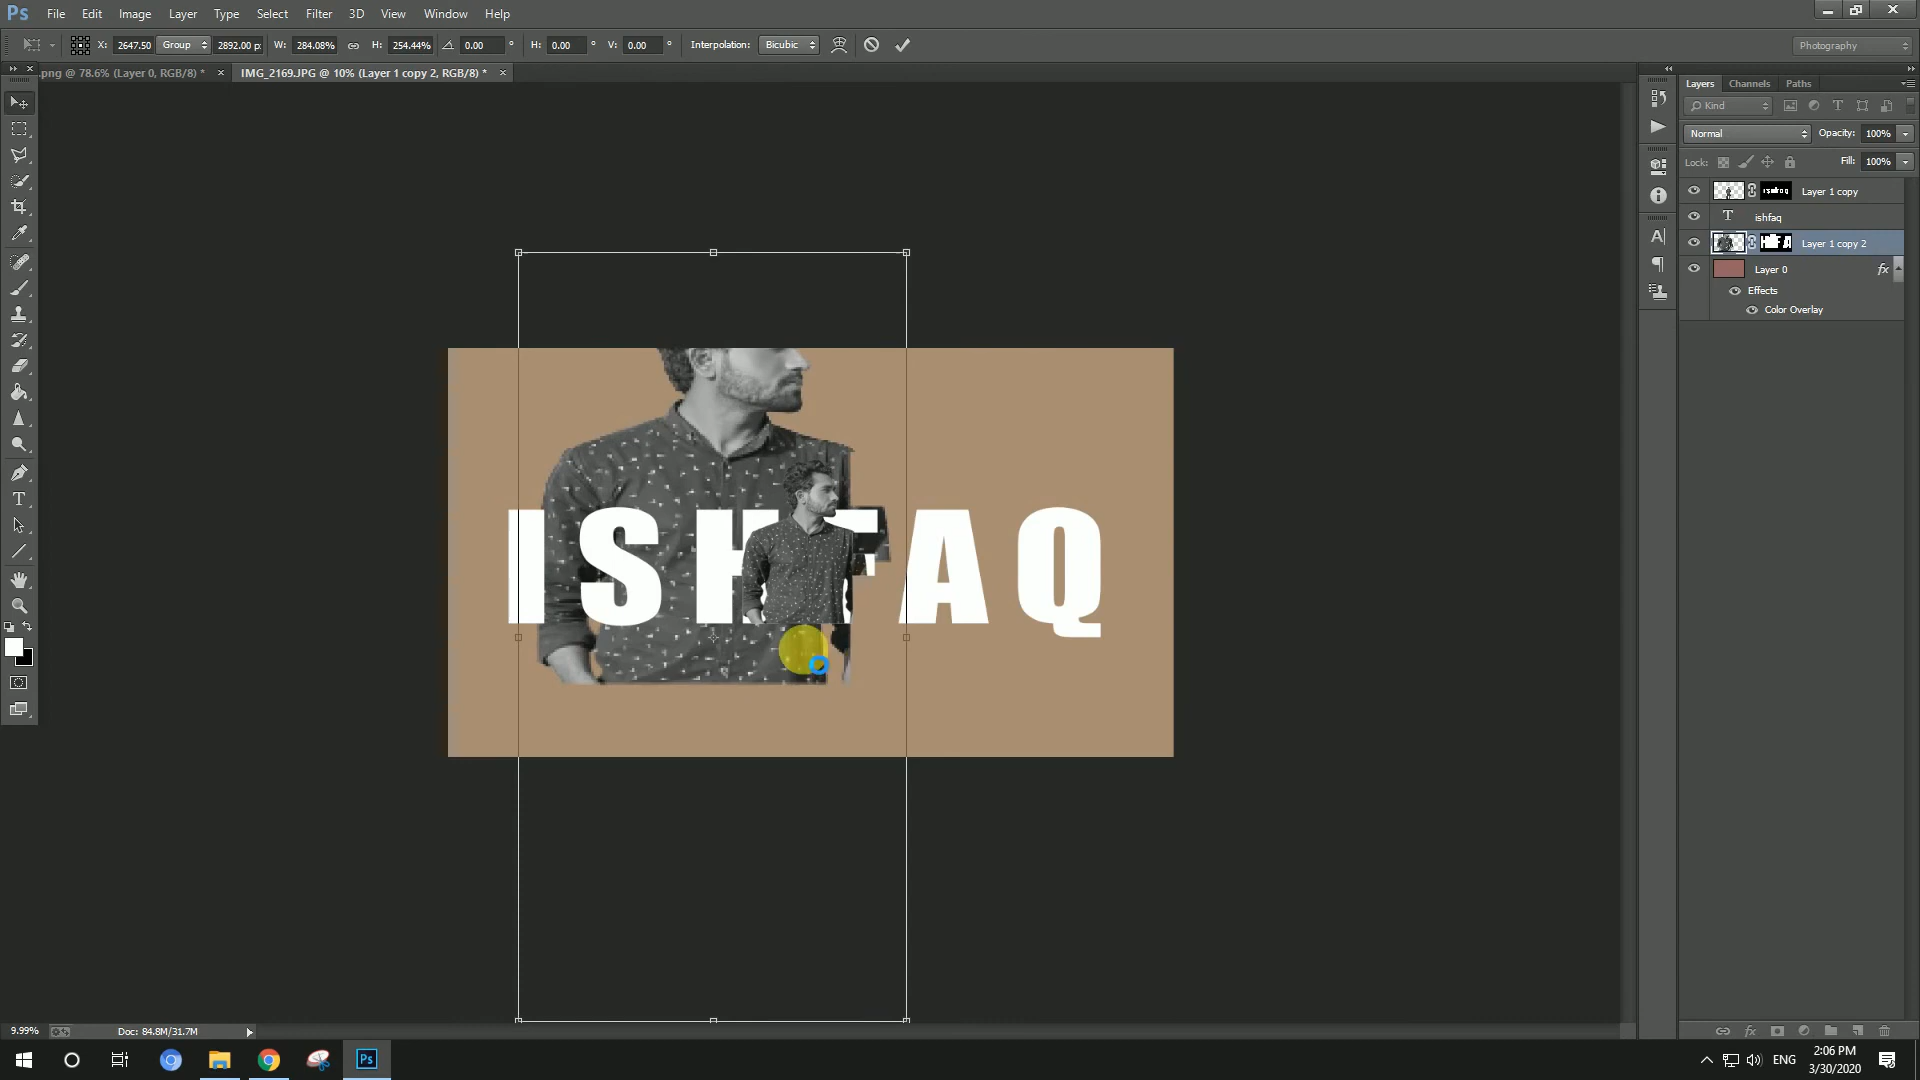 Ps File Edit Image Layer Type Select Filter 3D View Window Help
X: 2647.50 Group 2892.00 p: W: 284.08% H: 254.44% 0.00 ° H: 0.00 ° V: 0.00 ° Interpolation: Bicubic Photography
.png @ 78.6% (Layer 0, RGB/8) * × IMG_2169.JPG @ 10% (Layer 1 copy 2, RGB/8) * ×
Layers Channels Paths
Kind
Normal Opacity: 100%
Lock: Fill: 100%
Layer 1 copy
ishfaq
Layer 1 copy 2
Layer 0 fx
Effects
Color Overlay
ISHFAQ
9.99% Doc: 84.8M/31.7M
Ps ENG 2:06 PM
3/30/2020